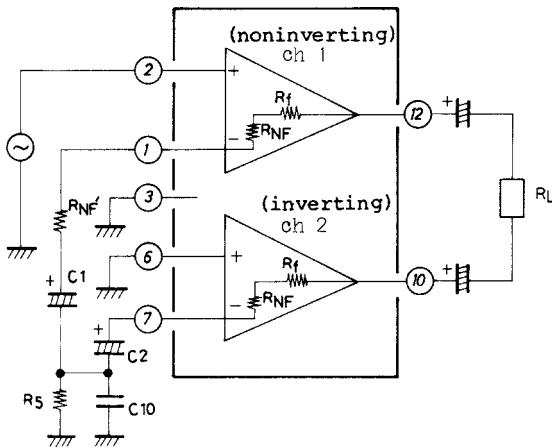 (noninverting)
ch 1
2
+
Rf
RNF
12
+
1
−
~
3
RNF'
(inverting)
ch 2
RL
6
+
Rf
+
C1
RNF
10
+
7
−
+
C2
R5
C10